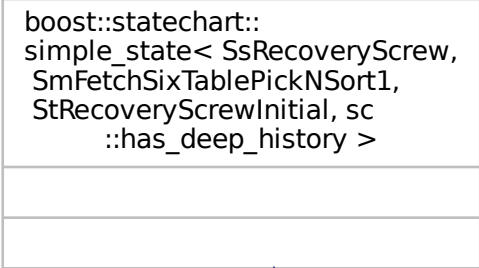 boost::statechart::
simple_state< SsRecoveryScrew,
SmFetchSixTablePickNSort1,
StRecoveryScrewInitial, sc
::has_deep_history >